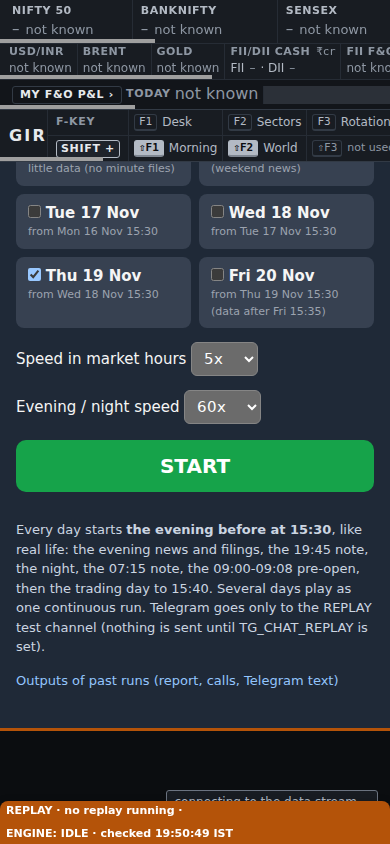 NIFTY 50 BANKNIFTY SENSEX
– not known – not known – not known
USD/INR BRENT GOLD FII/DII CASH ₹cr FII F&O
not known not known not known FII – · DII – not kno
MY F&O P&L › TODAY not known
GIR F-KEY F1 Desk F2 Sectors F3 Rotation
SHIFT + ⇧F1 Morning ⇧F2 World ⇧F3 not used
little data (no minute files) (weekend news)
Tue 17 Nov Wed 18 Nov
from Mon 16 Nov 15:30 from Tue 17 Nov 15:30
Thu 19 Nov Fri 20 Nov
from Wed 18 Nov 15:30 from Thu 19 Nov 15:30
(data after Fri 15:35)
Speed in market hours 5x
Evening / night speed 60x
START
Every day starts the evening before at 15:30, like
real life: the evening news and filings, the 19:45 note,
the night, the 07:15 note, the 09:00-09:08 pre-open,
then the trading day to 15:40. Several days play as
one continuous run. Telegram goes only to the REPLAY
test channel (nothing is sent until TG_CHAT_REPLAY is
set).
Outputs of past runs (report, calls, Telegram text)
connecting to the data stream
REPLAY · no replay running ·
ENGINE: IDLE · checked 19:50:49 IST